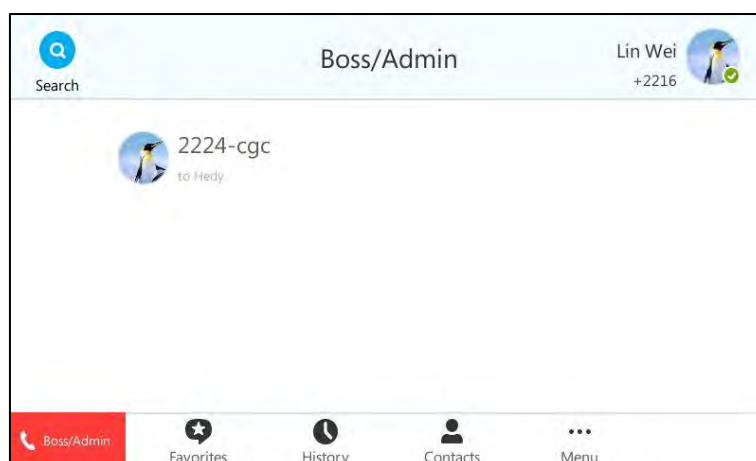 Search
Boss/Admin
Lin Wei
+2216
2224-cgc
to Hedy
Boss/Admin
Favorites
History
Contacts
Menu